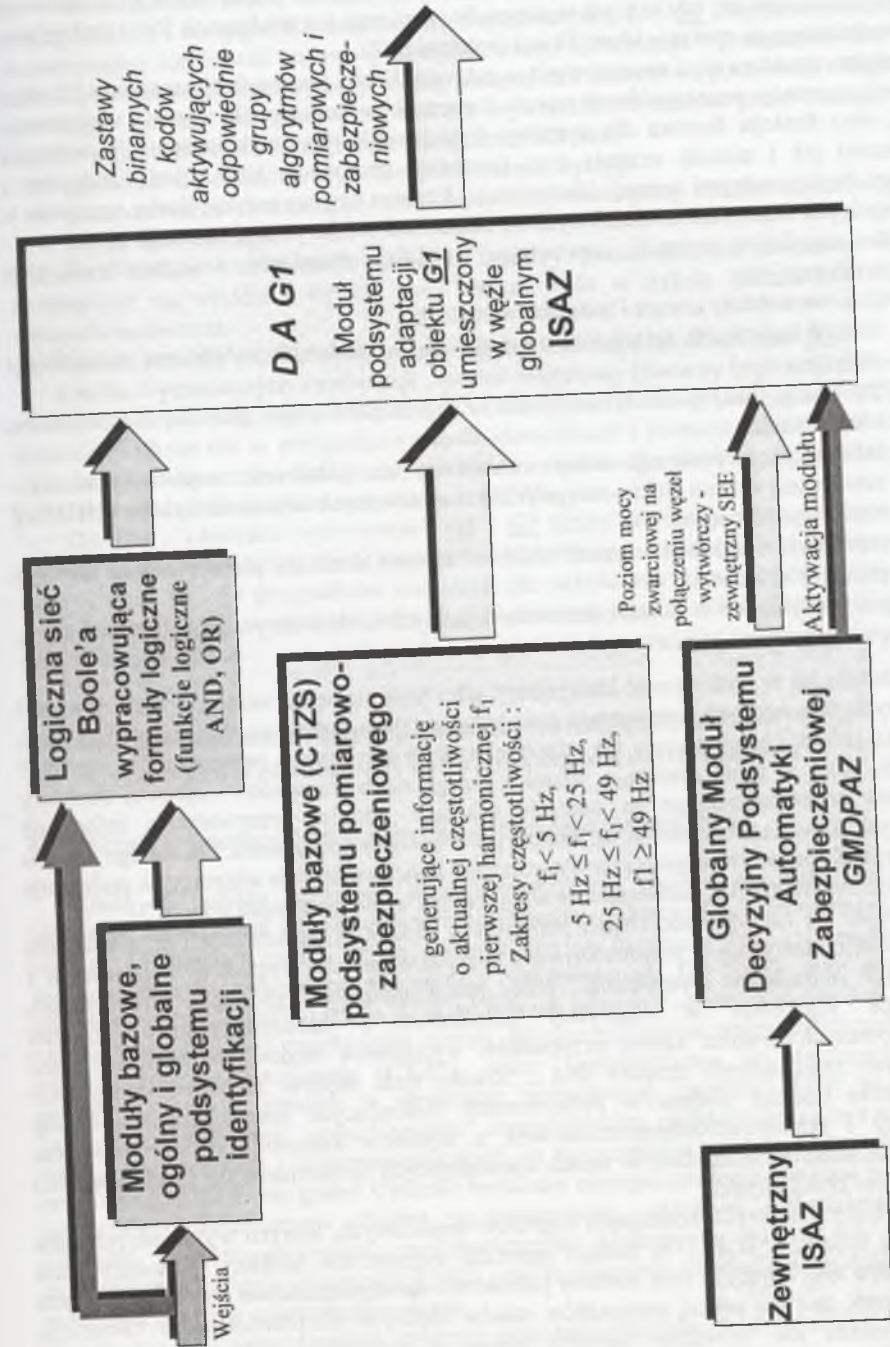 Wejścia
Moduły bazowe,
ogólny i globalne
podsystemu
identyfikacji
Logiczna sieć
Boole'a
wypracowująca
formuły logiczne
(funkcje logiczne
AND, OR)
Moduły bazowe (CTZS)
podsystemu pomiarowo-
zabezpieczeniowego
generujące informację
o aktualnej częstotliwości
pierwszej harmonicznej f₁
Zakresy częstotliwości :
f₁< 5 Hz,
5 Hz ≤ f₁< 25 Hz,
25 Hz ≤ f₁< 49 Hz,
f1 ≥ 49 Hz
Zewnętrzny
ISAZ
Globalny Moduł
Decyzyjny Podsystemu
Automatyki
Zabezpieczeniowej
GMDPAZ
Poziom mocy
zwarciowej na
połączeniu węzeł
wytwórczy -
zewnętrzny SEE
Aktywacja modułu
D A G1
Moduł
podsystemu
adaptacji
obiektu G1
umieszczony
w węźle
globalnym
ISAZ
Zastawy
binarnych
kodów
aktywujących
odpowiednie
grupy
algorytmów
pomiarowych i
zabezpiecze-
niowych